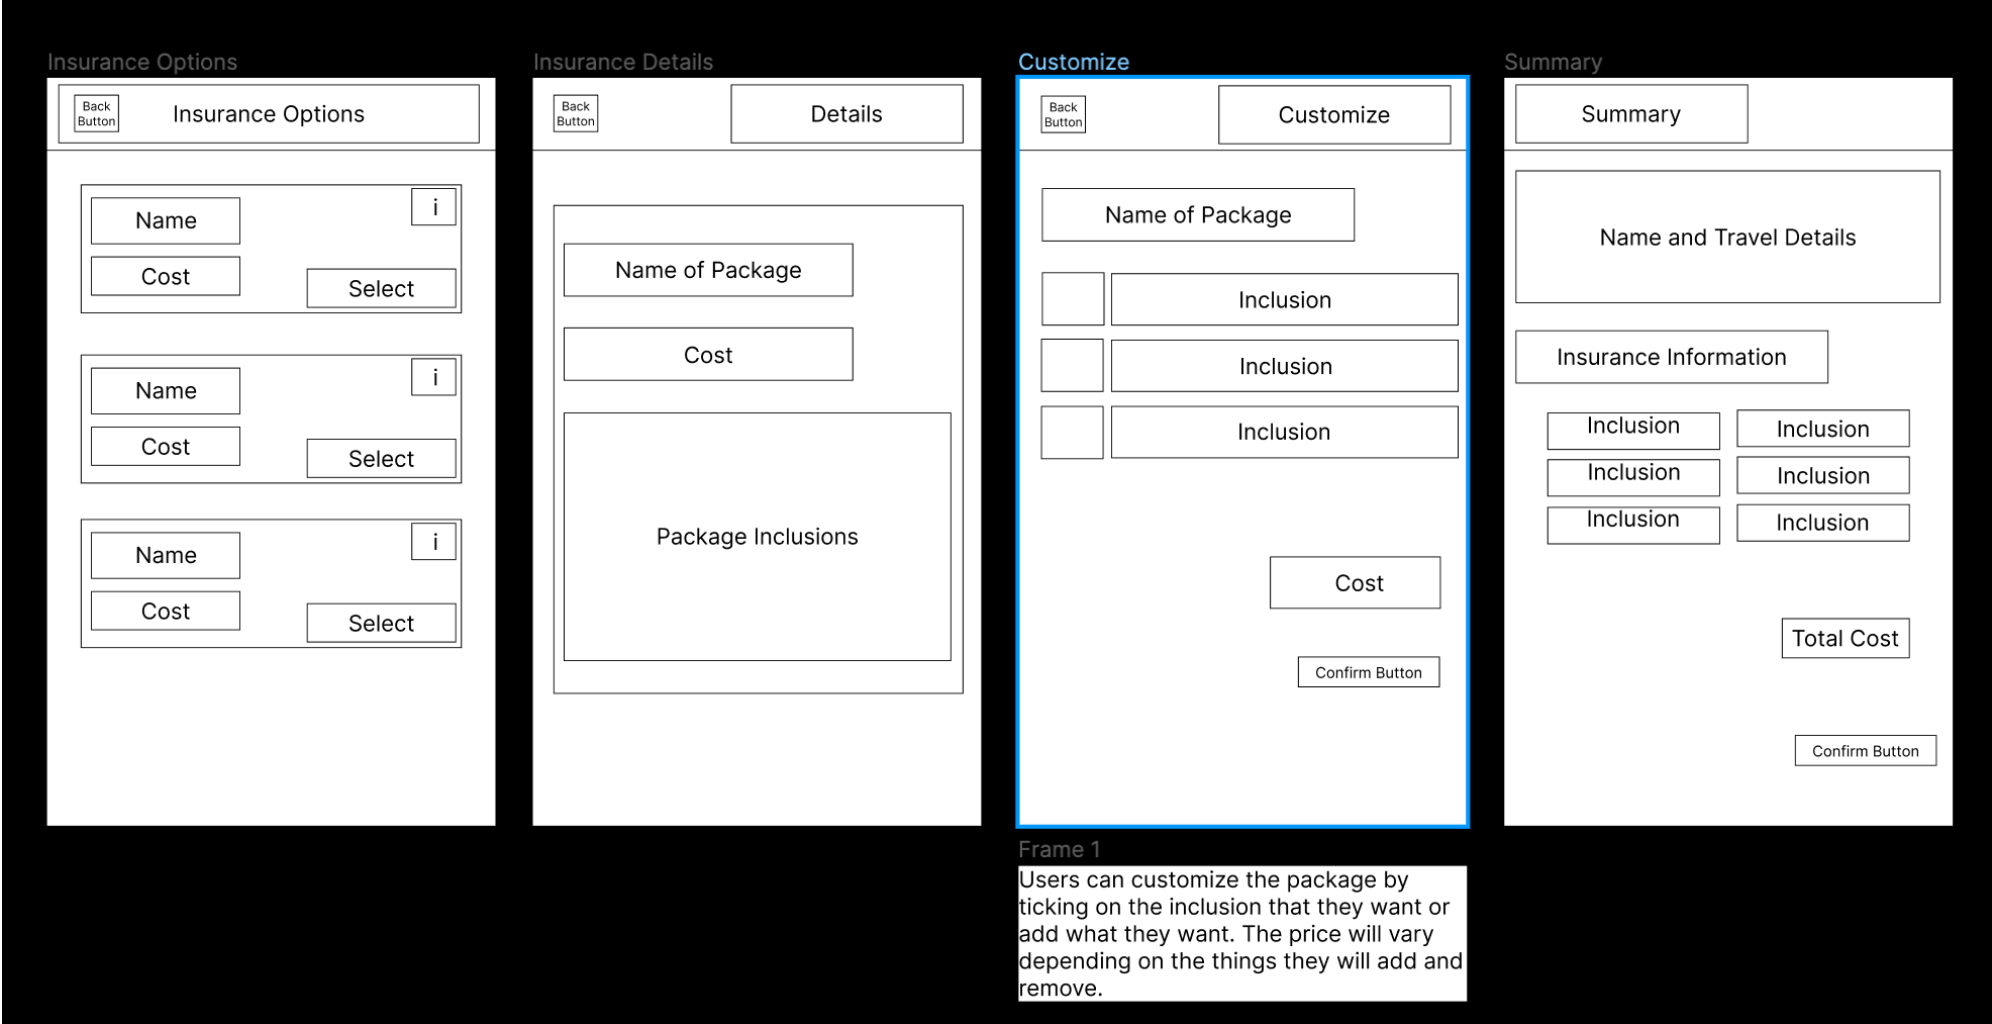 Insurance Options
Back
Button
Insurance Options
Name
i
Cost
Select
Name
i
Cost
Select
Name
i
Cost
Select
Insurance Details
Back
Button
Details
Name of Package
Cost
Package Inclusions
Customize
Back
Button
Customize
Name of Package
Inclusion
Inclusion
Inclusion
Cost
Confirm Button
Frame 1
Users can customize the package by
ticking on the inclusion that they want or
add what they want. The price will vary
depending on the things they will add and
remove.
Summary
Summary
Name and Travel Details
Insurance Information
Inclusion Inclusion
Inclusion Inclusion
Inclusion Inclusion
Total Cost
Confirm Button